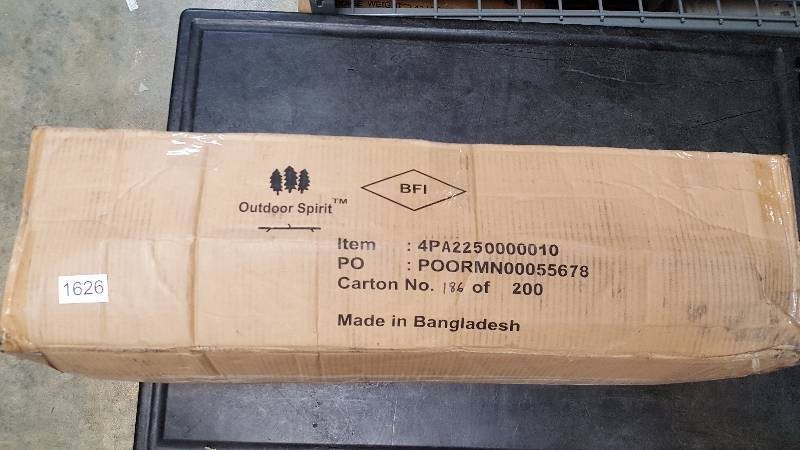 BFI
Outdoor Spirit™
Item : 4PA2250000010
PO : POORMN00055678
Carton No. 186 of 200
Made in Bangladesh
1626